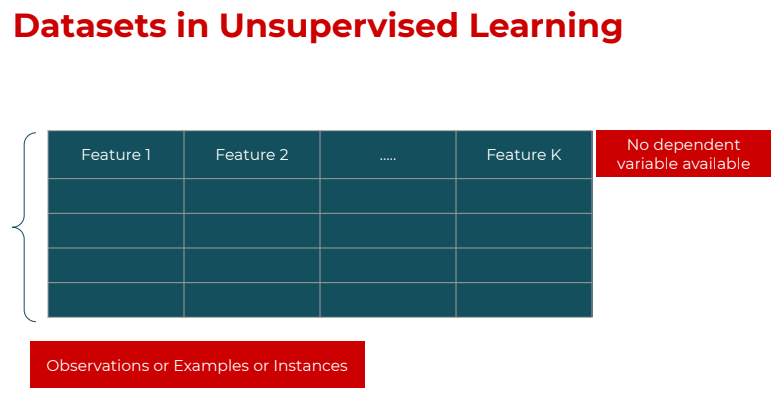 Datasets in Unsupervised Learning
Feature 1 Feature 2 ..... Feature K
No dependent
variable available
Observations or Examples or Instances